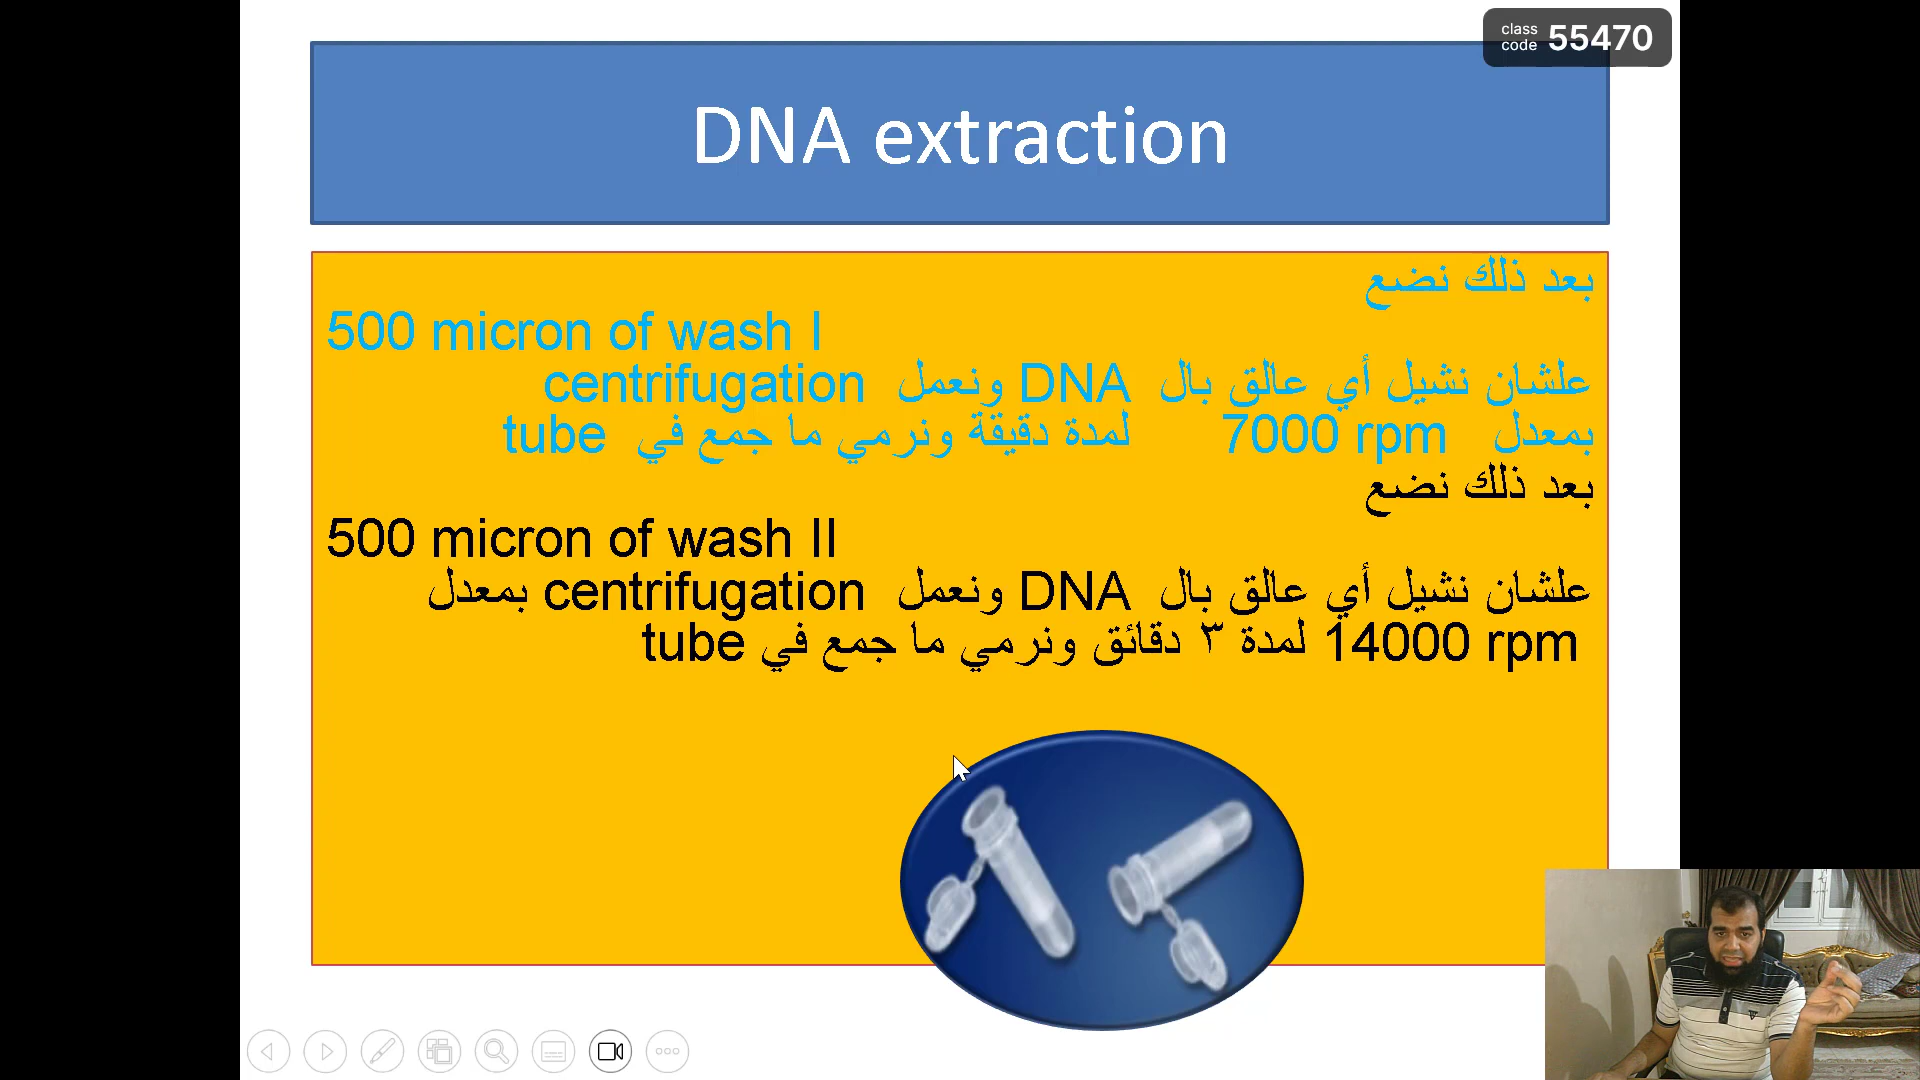 class
code 55470
DNA extraction
بعد ذلك نضع
500 micron of wash I
علشان نشيل أي عالق بال DNA ونعمل centrifugation
بمعدل 7000 rpm لمدة دقيقة ونرمي ما جمع في tube
بعد ذلك نضع
500 micron of wash II
علشان نشيل أي عالق بال DNA ونعمل centrifugation بمعدل
14000 rpm لمدة ٣ دقائق ونرمي ما جمع في tube